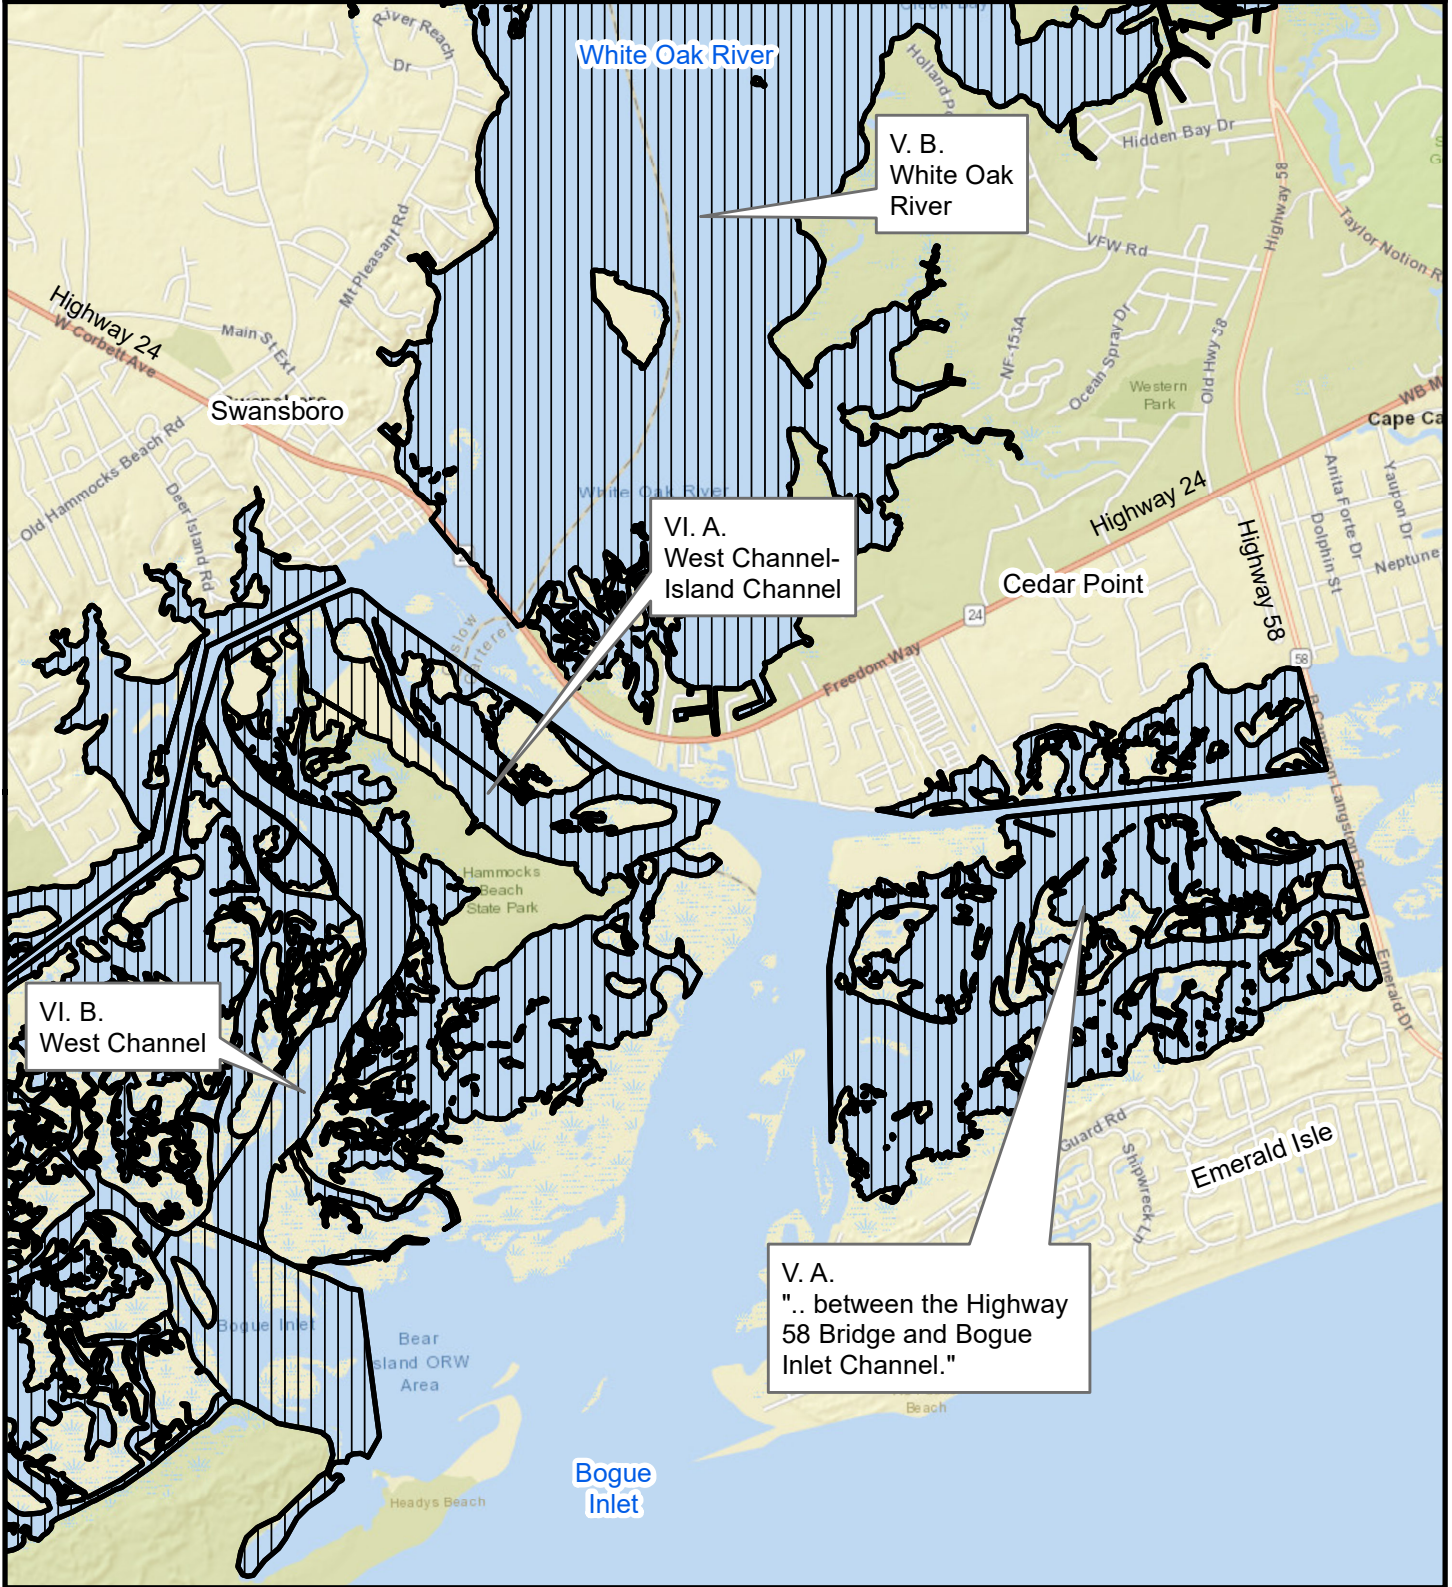 River Reach
Dr
White Oak River
Holland Po
Hidden Bay Dr
V. B.
White Oak
River
Highway 58
Taylor Notion R
VFW Rd
Mt Pleasant Rd
Highway 24
W Corbett Ave
Main St Ext
Swansboro
Old Hammocks Beach Rd
Deer Island Rd
NF-153A
Ocean Spray Dr
Old Hwy 58
Western
Park
WB M
Cape Ca
White Oak River
VI. A.
West Channel-
Island Channel
Highway 24
Highway 58
Anita Forte Dr
Yaupon Dr
Dolphin St
Neptune
Cedar Point
24
58
Freedom Way
B Cameron Langston Brg
Hammocks
Beach
State Park
VI. B.
West Channel
Emerald Dr
Guard Rd
Shipwreck Ln
Emerald Isle
V. A.
".. between the Highway
58 Bridge and Bogue
Inlet Channel."
Bogue Inlet
Bear
Island ORW
Area
Beach
Bogue
Inlet
Headys Beach